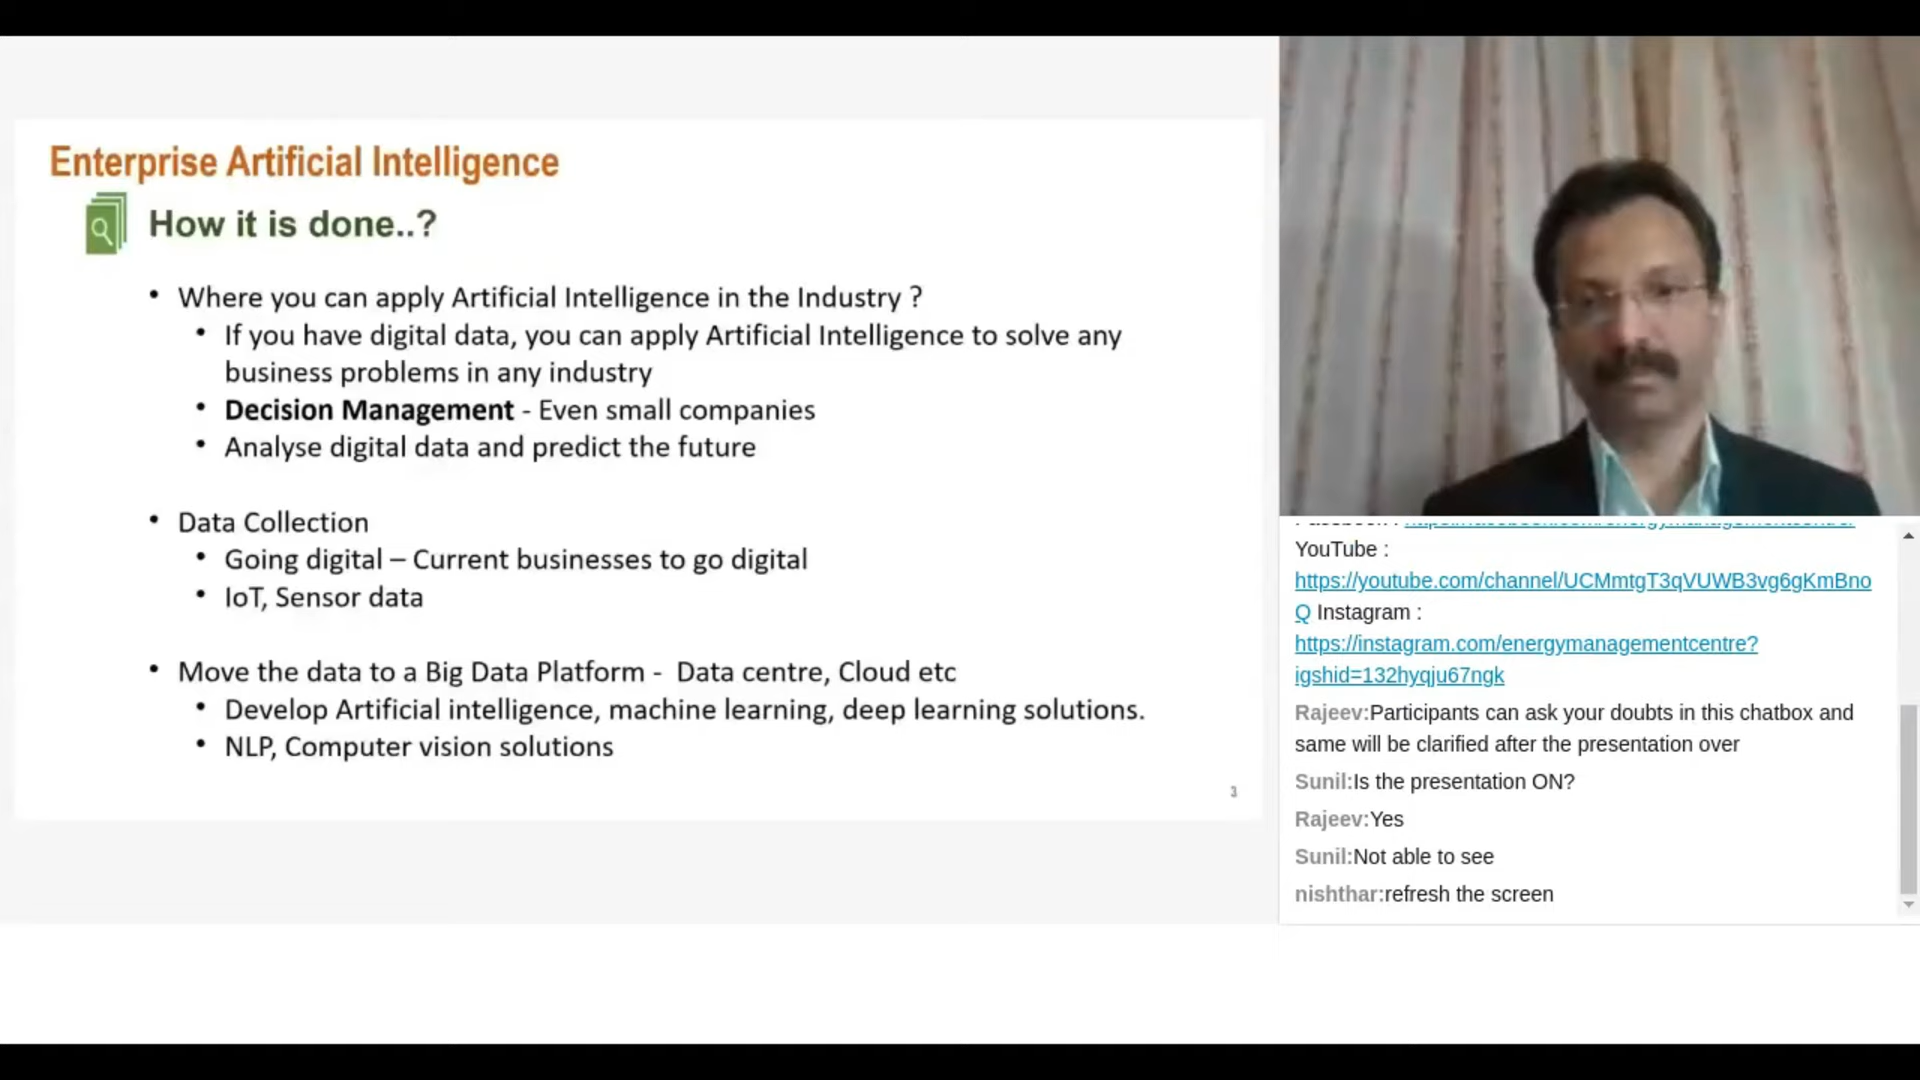 Enterprise Artificial Intelligence
How it is done..?
• Where you can apply Artificial Intelligence in the Industry ?
• If you have digital data, you can apply Artificial Intelligence to solve any
business problems in any industry
• Decision Management - Even small companies
• Analyse digital data and predict the future
• Data Collection
• Going digital – Current businesses to go digital
• IoT, Sensor data
• Move the data to a Big Data Platform - Data centre, Cloud etc
• Develop Artificial intelligence, machine learning, deep learning solutions.
• NLP, Computer vision solutions
3
YouTube :
https://youtube.com/channel/UCMmtgT3qVUWB3vg6gKmBno
Q Instagram :
https://instagram.com/energymanagementcentre?
igshid=132hyqju67ngk
Rajeev:Participants can ask your doubts in this chatbox and
same will be clarified after the presentation over
Sunil:Is the presentation ON?
Rajeev:Yes
Sunil:Not able to see
nishthar:refresh the screen